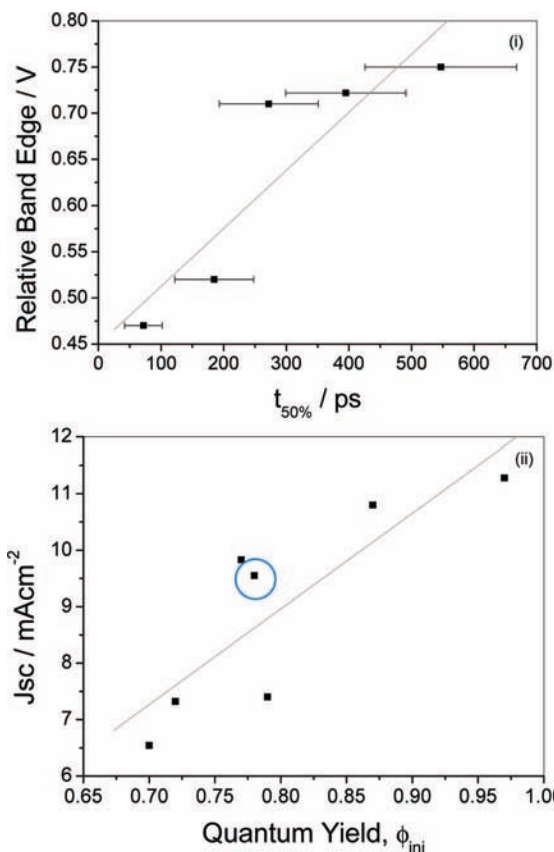 0.80
0.75
0.70
0.65
0.60
0.55
0.50
0.45
Relative Band Edge / V
(i)
0 100 200 300 400 500 600 700
t50% / ps
12
11
10
9
8
7
6
Jsc / mAcm-2
(ii)
0.65 0.70 0.75 0.80 0.85 0.90 0.95 1.00
Quantum Yield, ϕinj